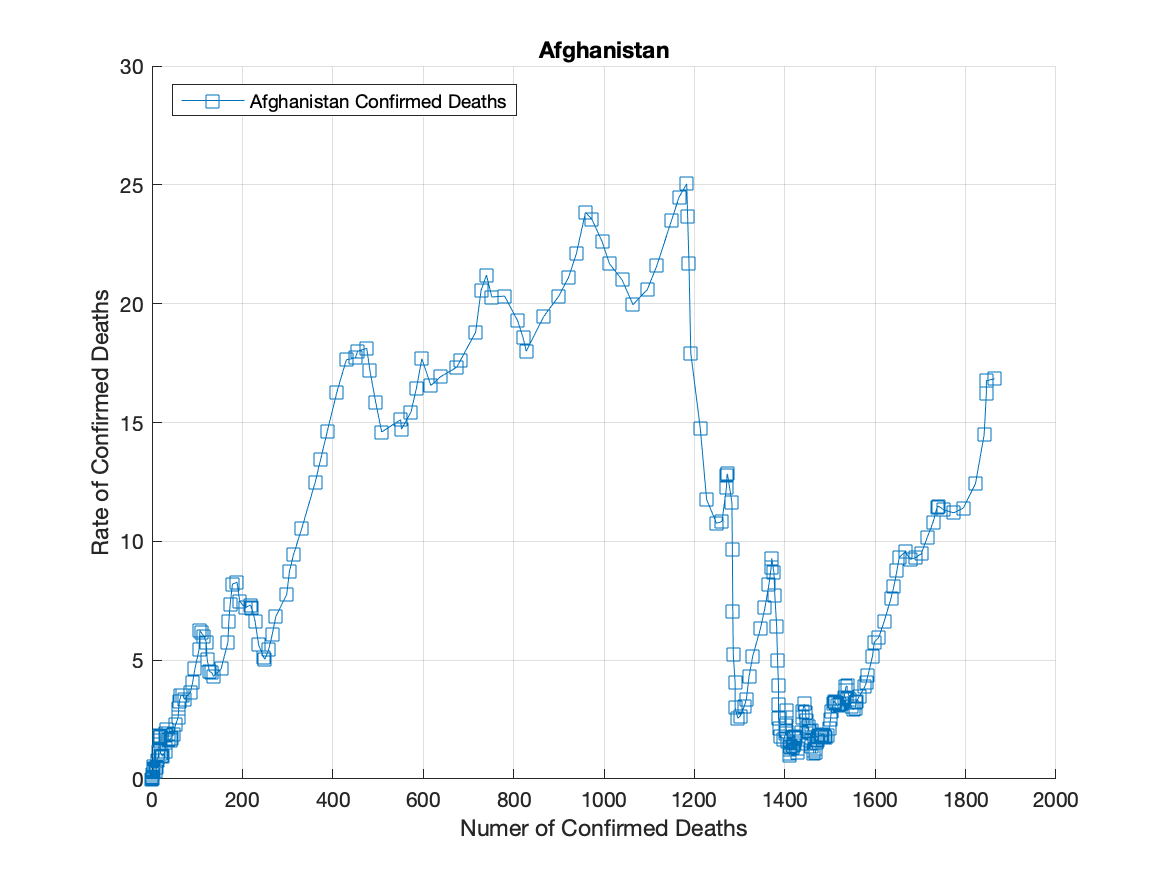 Afghanistan
30
Afghanistan Confirmed Deaths
25
20
15
10
5
0
Rate of Confirmed Deaths
0 200 400 600 800 1000 1200 1400 1600 1800 2000
Numer of Confirmed Deaths